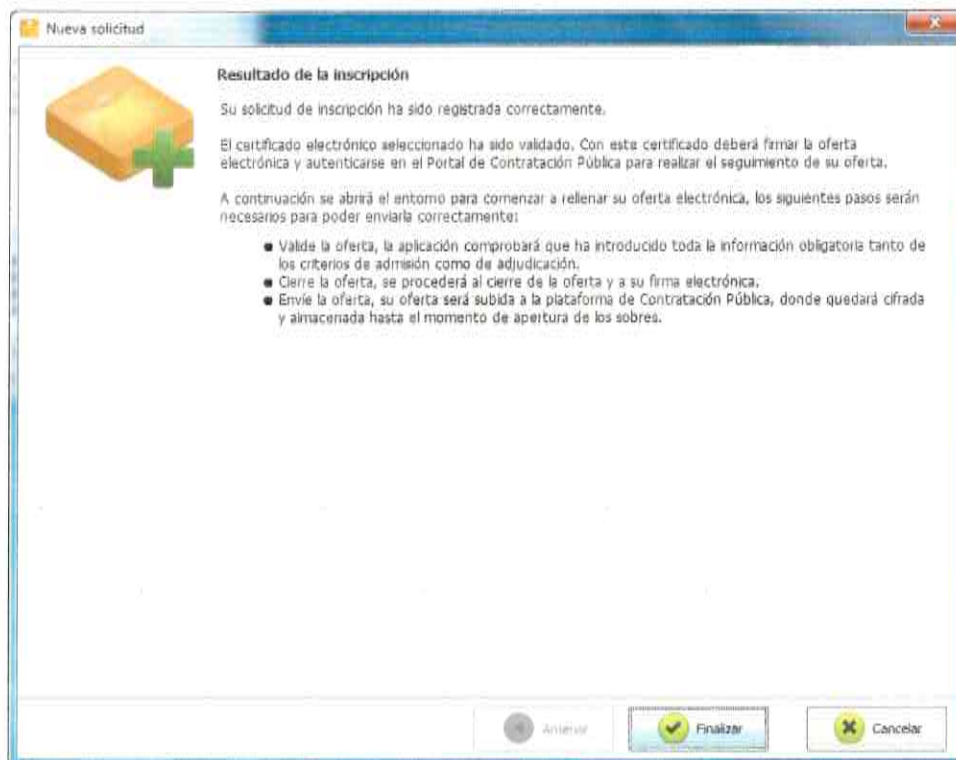 Nueva solicitud
Resultado de la inscripción
Su solicitud de inscripción ha sido registrada correctamente.
El certificado electrónico seleccionado ha sido validado. Con este certificado deberá firmar la oferta
electrónica y autenticarse en el Portal de Contratación Pública para realizar el seguimiento de su oferta.
A continuación se abrirá el entorno para comenzar a rellenar su oferta electrónica, los siguientes pasos serán
necesarios para poder enviarla correctamente:
● Valide la oferta, la aplicación comprobará que ha introducido toda la información obligatoria tanto de
los criterios de admisión como de adjudicación.
● Cierre la oferta, se procederá al cierre de la oferta y a su firma electrónica.
● Envíe la oferta, su oferta será subida a la plataforma de Contratación Pública, donde quedará cifrada
y almacenada hasta el momento de apertura de los sobres.
Anterior
Finalizar
Cancelar